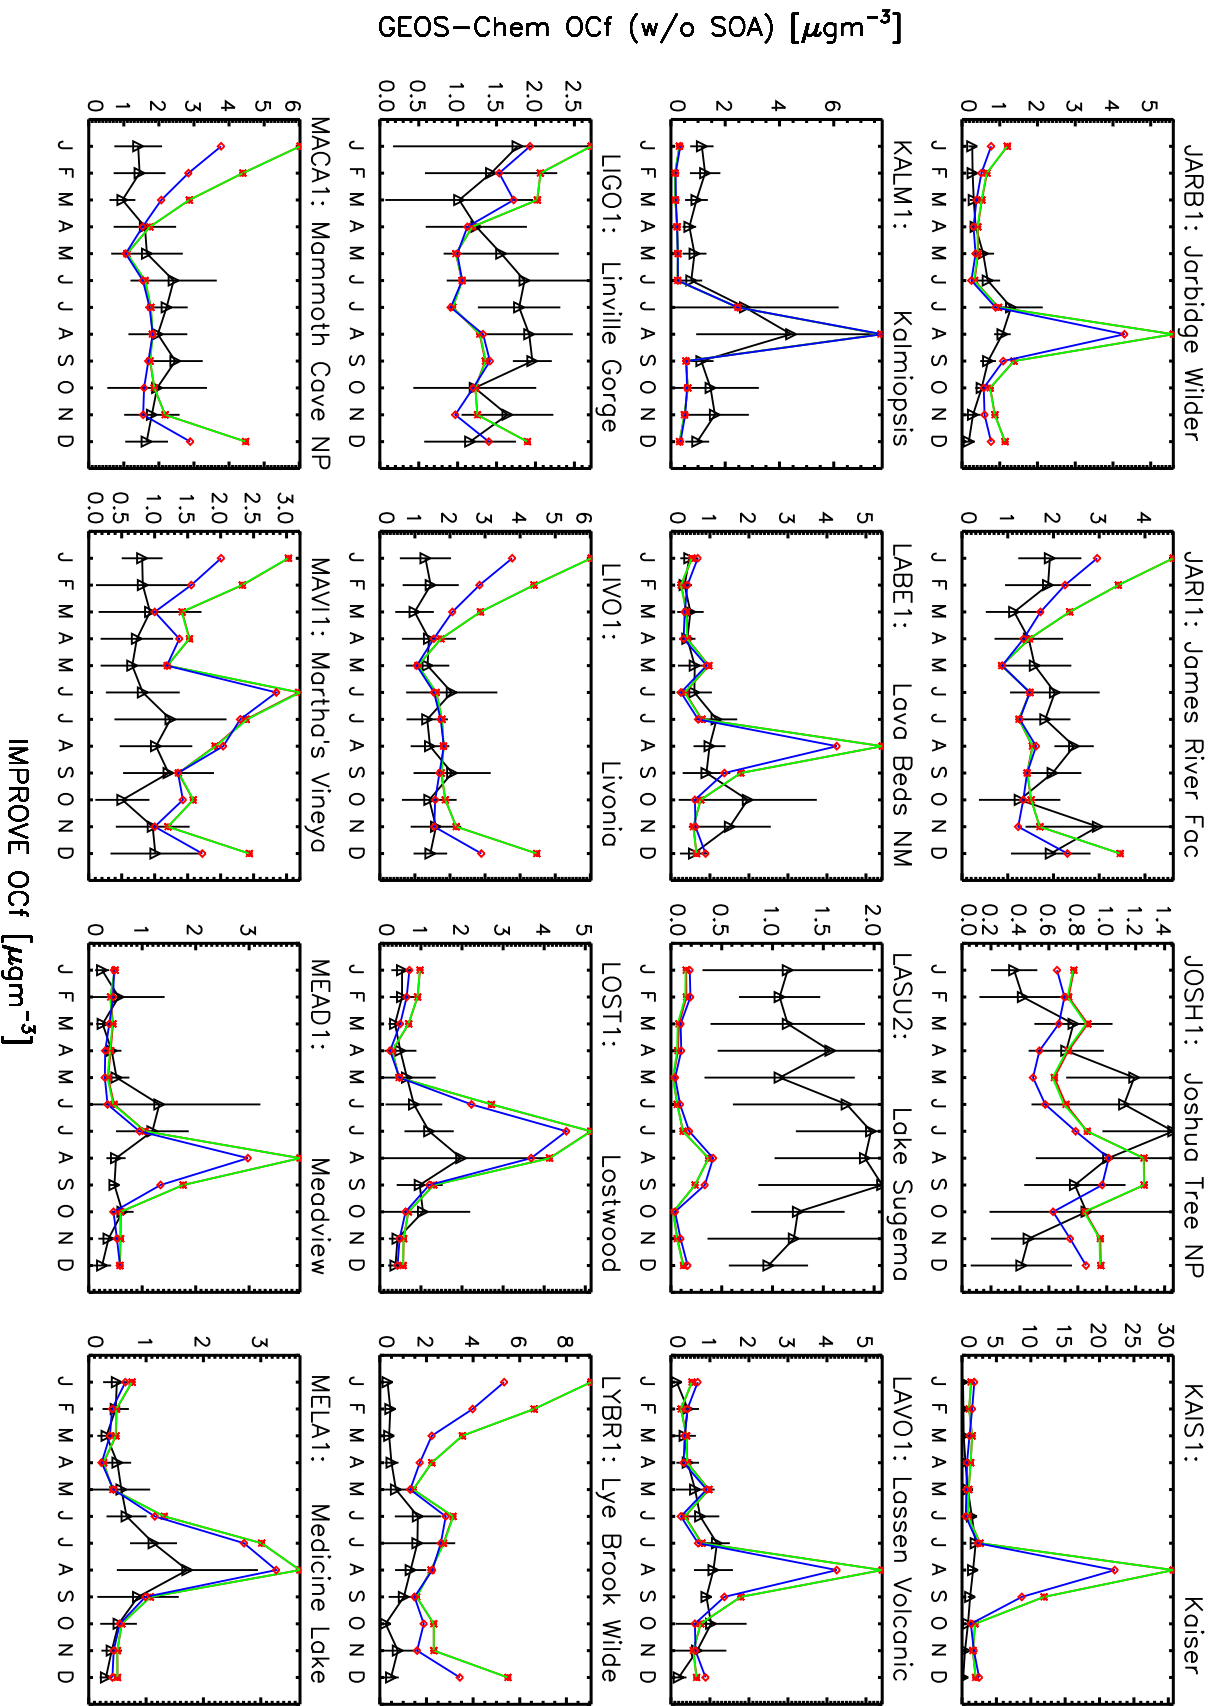 GEOS−Chem OCf (w/o SOA) [μgm⁻³]
JARB1: Jarbidge Wilder
0 1 2 3 4 5
J F M A M J J A S O N D
JARI1: James River Fac
0 1 2 3 4
J F M A M J J A S O N D
JOSH1: Joshua Tree NP
0.0 0.2 0.4 0.6 0.8 1.0 1.2 1.4
J F M A M J J A S O N D
KAIS1: Kaiser
0 5 10 15 20 25 30
J F M A M J J A S O N D
KALM1: Kalmiopsis
0 2 4 6
J F M A M J J A S O N D
LABE1: Lava Beds NM
0 1 2 3 4 5
J F M A M J J A S O N D
LASU2: Lake Sugema
0.0 0.5 1.0 1.5 2.0
J F M A M J J A S O N D
LAVO1: Lassen Volcanic
0 1 2 3 4 5
J F M A M J J A S O N D
LIGO1: Linville Gorge
0.0 0.5 1.0 1.5 2.0 2.5
J F M A M J J A S O N D
LIVO1: Livonia
0 1 2 3 4 5 6
J F M A M J J A S O N D
LOST1: Lostwood
0 1 2 3 4 5
J F M A M J J A S O N D
LYBR1: Lye Brook Wilde
0 2 4 6 8
J F M A M J J A S O N D
MACA1: Mammoth Cave NP
0 1 2 3 4 5 6
J F M A M J J A S O N D
MAVI1: Martha's Vineya
0.0 0.5 1.0 1.5 2.0 2.5 3.0
J F M A M J J A S O N D
MEAD1: Meadview
0 1 2 3
J F M A M J J A S O N D
MELA1: Medicine Lake
0 1 2 3
J F M A M J J A S O N D
IMPROVE OCf [μgm⁻³]